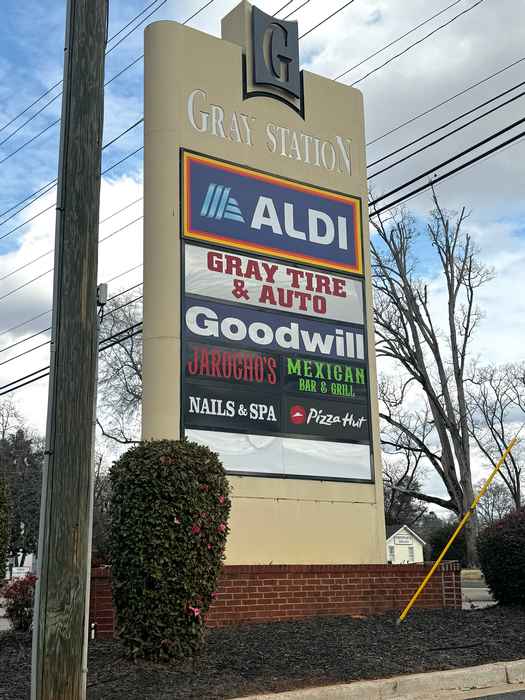 G
GRAY STATION
ALDI
GRAY TIRE
& AUTO
Goodwill
JAROCHO'S MEXICAN
BAR & GRILL
NAILS & SPA
Pizza Hut